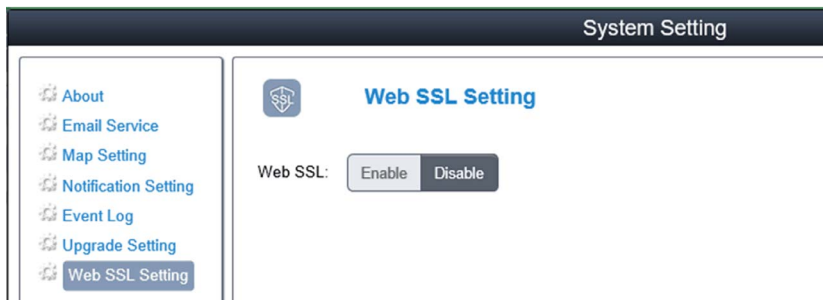 System Setting
About
Email Service
Map Setting
Notification Setting
Event Log
Upgrade Setting
Web SSL Setting
SSL
Web SSL Setting
Web SSL: Enable Disable